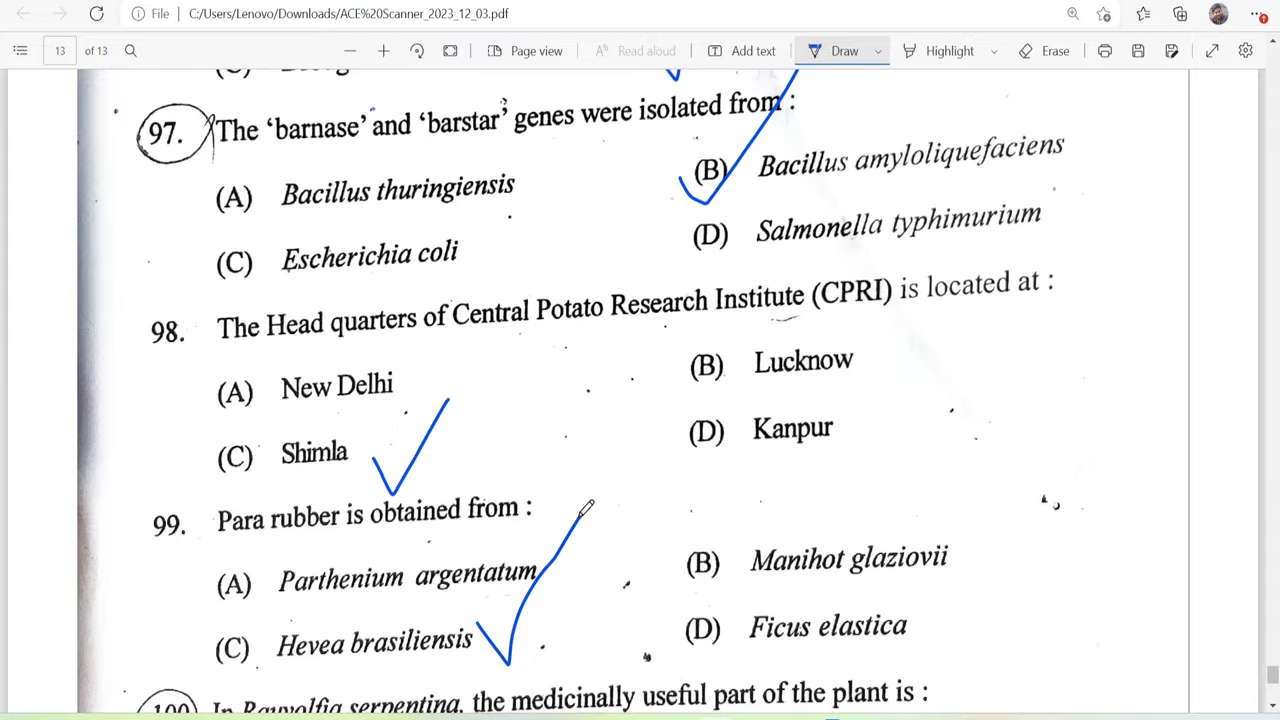 File C:/Users/Lenovo/Downloads/ACE%20Scanner_2023_12_03.pdf
13 of 13 Page view Read aloud Add text Draw Highlight Erase
97. The ‘barnase’ and ‘barstar’ genes were isolated from :
(A) Bacillus thuringiensis (B) Bacillus amyloliquefaciens
(C) Escherichia coli (D) Salmonella typhimurium
98. The Head quarters of Central Potato Research Institute (CPRI) is located at :
(A) New Delhi (B) Lucknow
(C) Shimla (D) Kanpur
99. Para rubber is obtained from :
(A) Parthenium argentatum (B) Manihot glaziovii
(C) Hevea brasiliensis (D) Ficus elastica
100. In Rauvolfia serpentina, the medicinally useful part of the plant is :